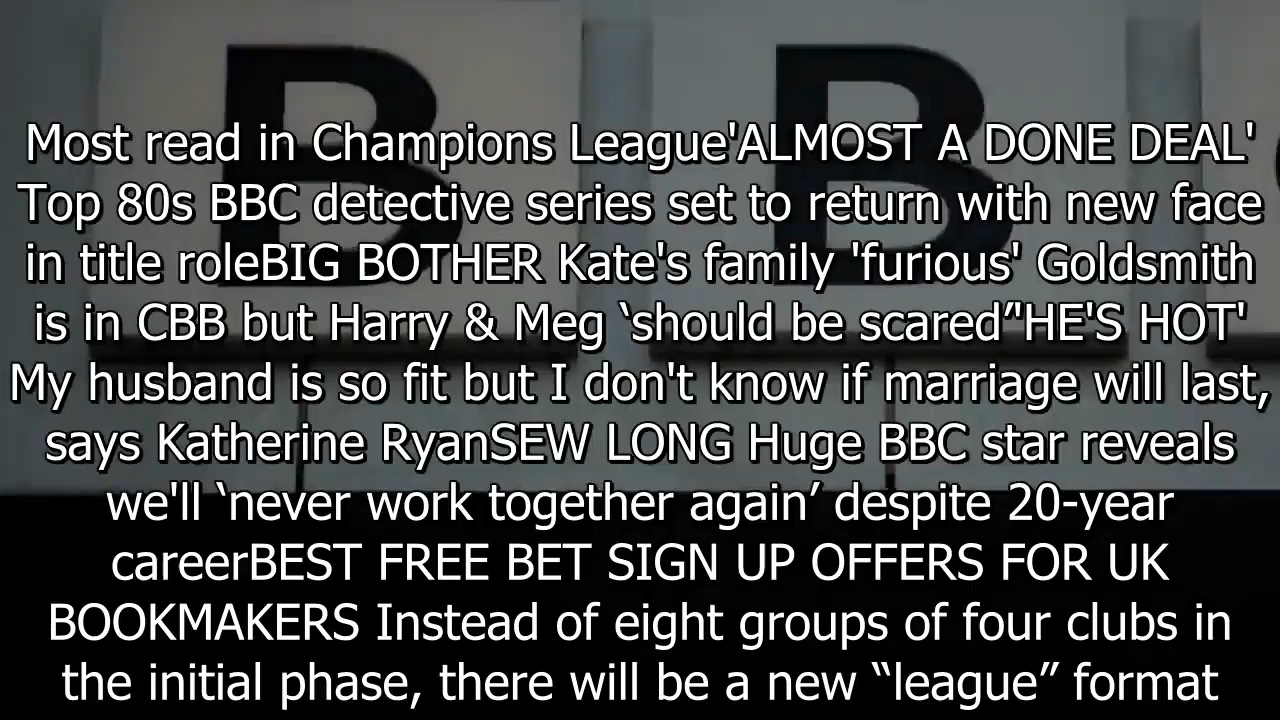 B B
Most read in Champions League'ALMOST A DONE DEAL'
Top 80s BBC detective series set to return with new face
in title roleBIG BOTHER Kate's family 'furious' Goldsmith
is in CBB but Harry & Meg ‘should be scared”'HE'S HOT'
My husband is so fit but I don't know if marriage will last,
says Katherine RyanSEW LONG Huge BBC star reveals
we'll ‘never work together again’ despite 20-year
careerBEST FREE BET SIGN UP OFFERS FOR UK
BOOKMAKERS Instead of eight groups of four clubs in
the initial phase, there will be a new “league” format